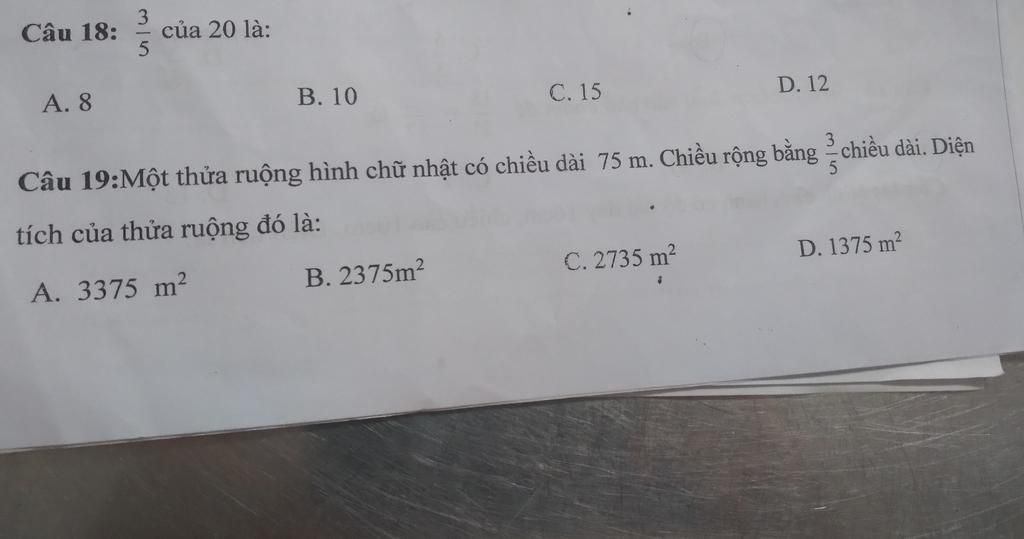 Câu 18: 3/5 của 20 là:
A. 8 B. 10 C. 15 D. 12
Câu 19:Một thửa ruộng hình chữ nhật có chiều dài 75 m. Chiều rộng bằng 3/5 chiều dài. Diện
tích của thửa ruộng đó là:
A. 3375 m² B. 2375m² C. 2735 m² D. 1375 m²